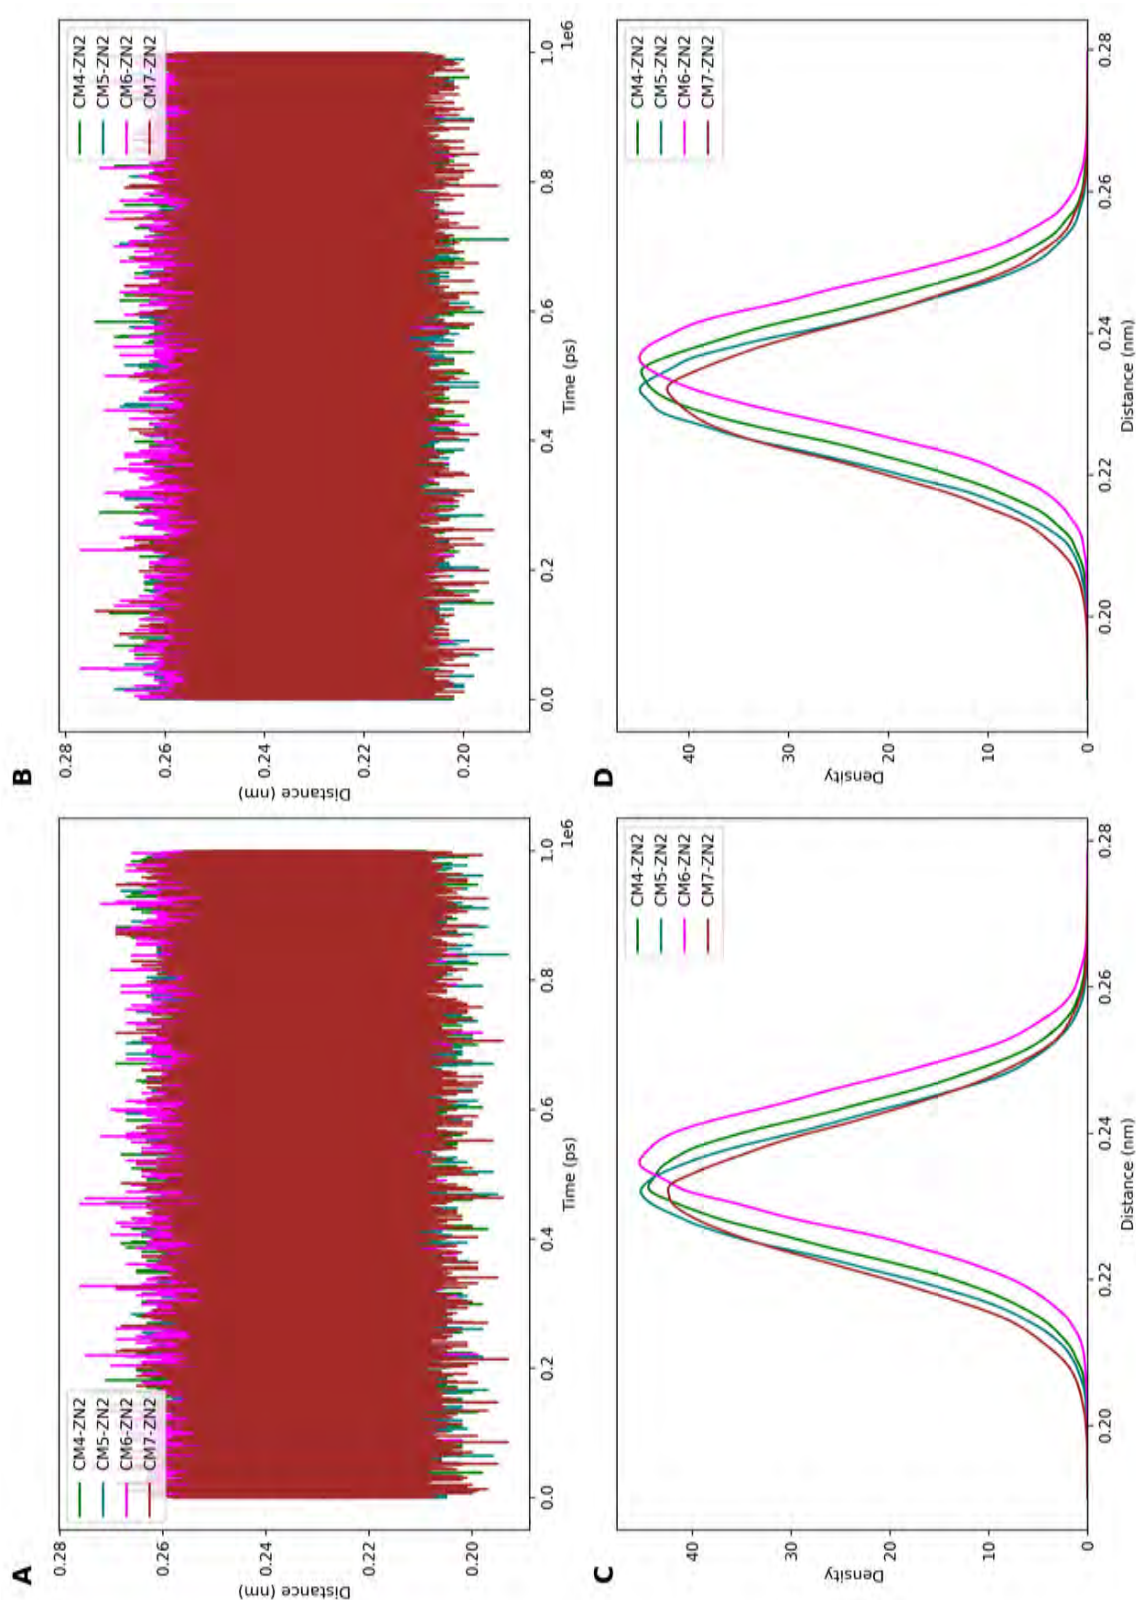 A
0.28
0.26
0.24
0.22
0.20
Distance (nm)
0.0
0.2
0.4
0.6
0.8
1.0
1e6
Time (ps)
CM4-ZN2
CM5-ZN2
CM6-ZN2
CM7-ZN2
B
0.28
0.26
0.24
0.22
0.20
Distance (nm)
0.0
0.2
0.4
0.6
0.8
1.0
1e6
Time (ps)
CM4-ZN2
CM5-ZN2
CM6-ZN2
CM7-ZN2
C
40
30
20
10
0
Density
0.20
0.22
0.24
0.26
0.28
Distance (nm)
CM4-ZN2
CM5-ZN2
CM6-ZN2
CM7-ZN2
D
40
30
20
10
0
Density
0.20
0.22
0.24
0.26
0.28
Distance (nm)
CM4-ZN2
CM5-ZN2
CM6-ZN2
CM7-ZN2